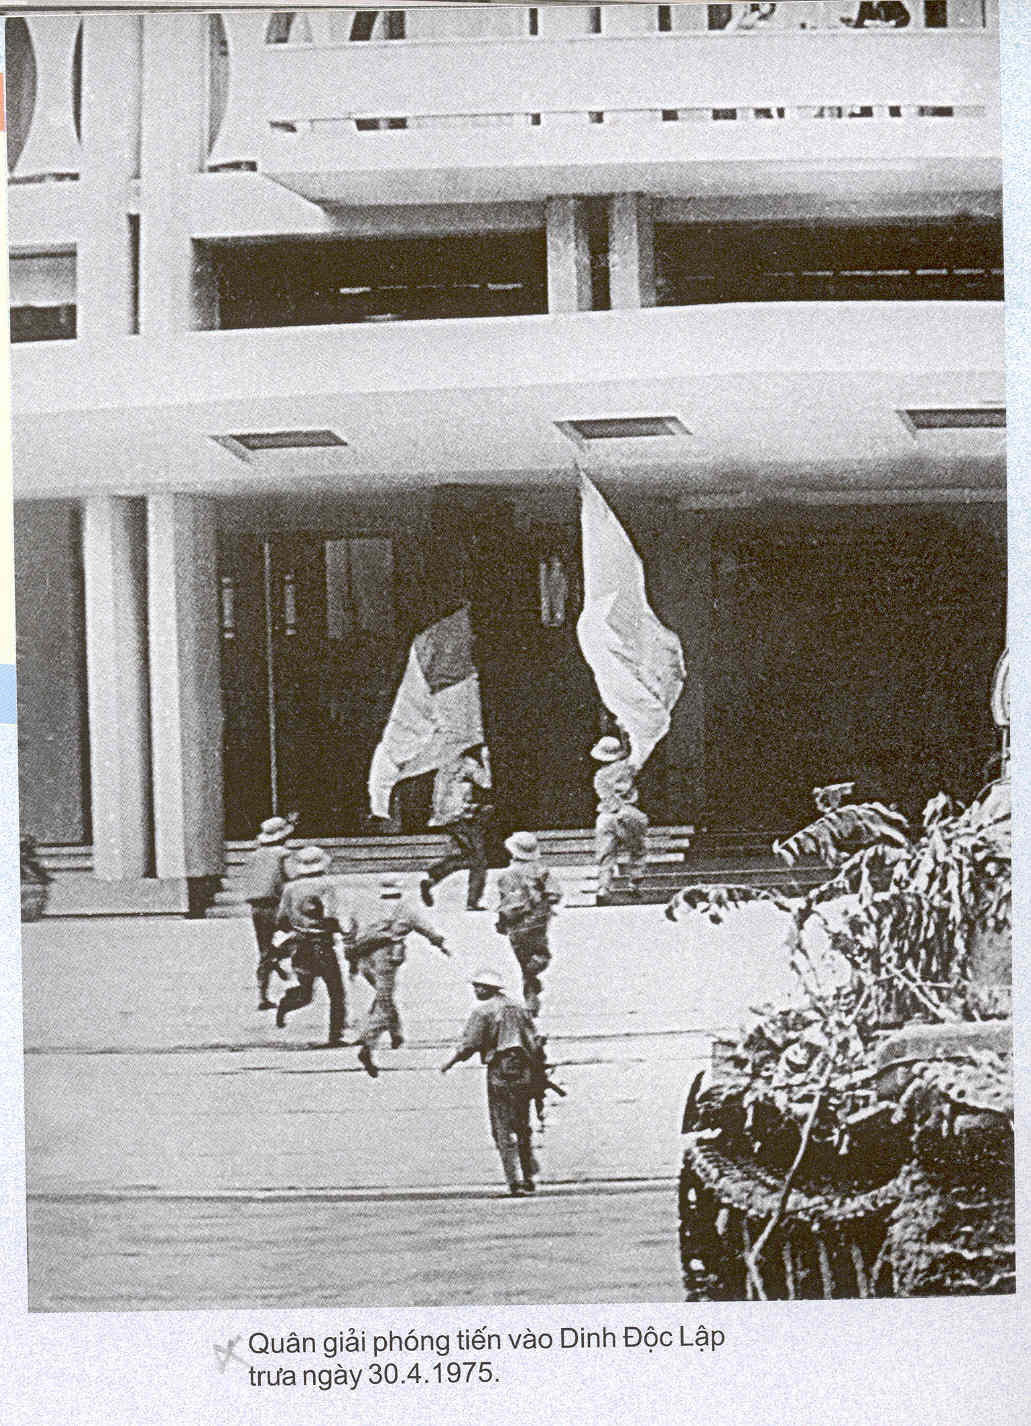 Quân giải phóng tiến vào Dinh Độc Lập
trưa ngày 30.4.1975.